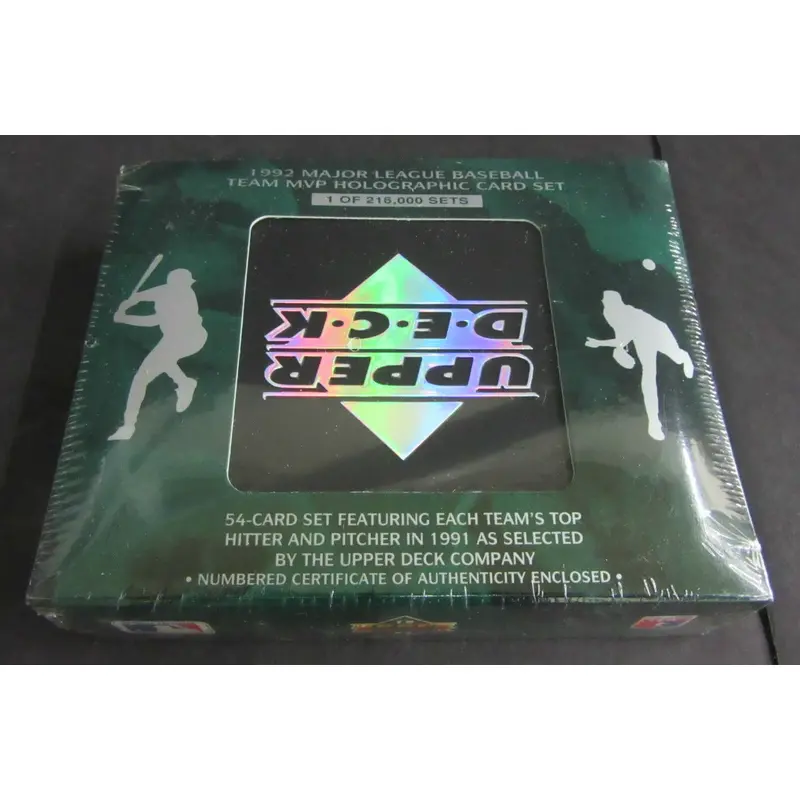 1992 MAJOR LEAGUE BASEBALL
TEAM MVP HOLOGRAPHIC CARD SET
1 OF 216,000 SETS
UPPER
D·E·C·K
54-CARD SET FEATURING EACH TEAM'S TOP
HITTER AND PITCHER IN 1991 AS SELECTED
BY THE UPPER DECK COMPANY
• NUMBERED CERTIFICATE OF AUTHENTICITY ENCLOSED •